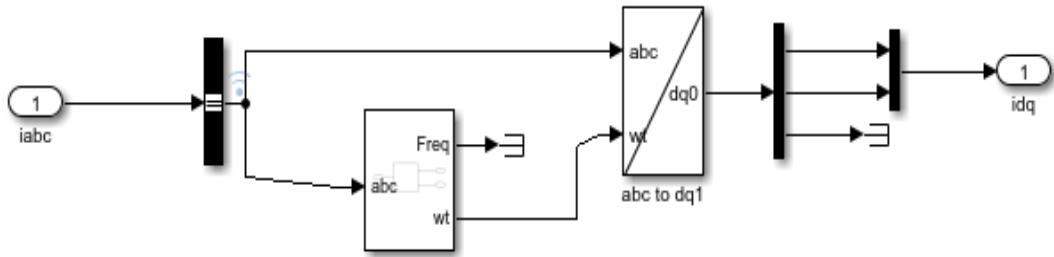 1
iabc
=
Freq
abc
wt
abc
dq0
wt
abc to dq1
1
idq